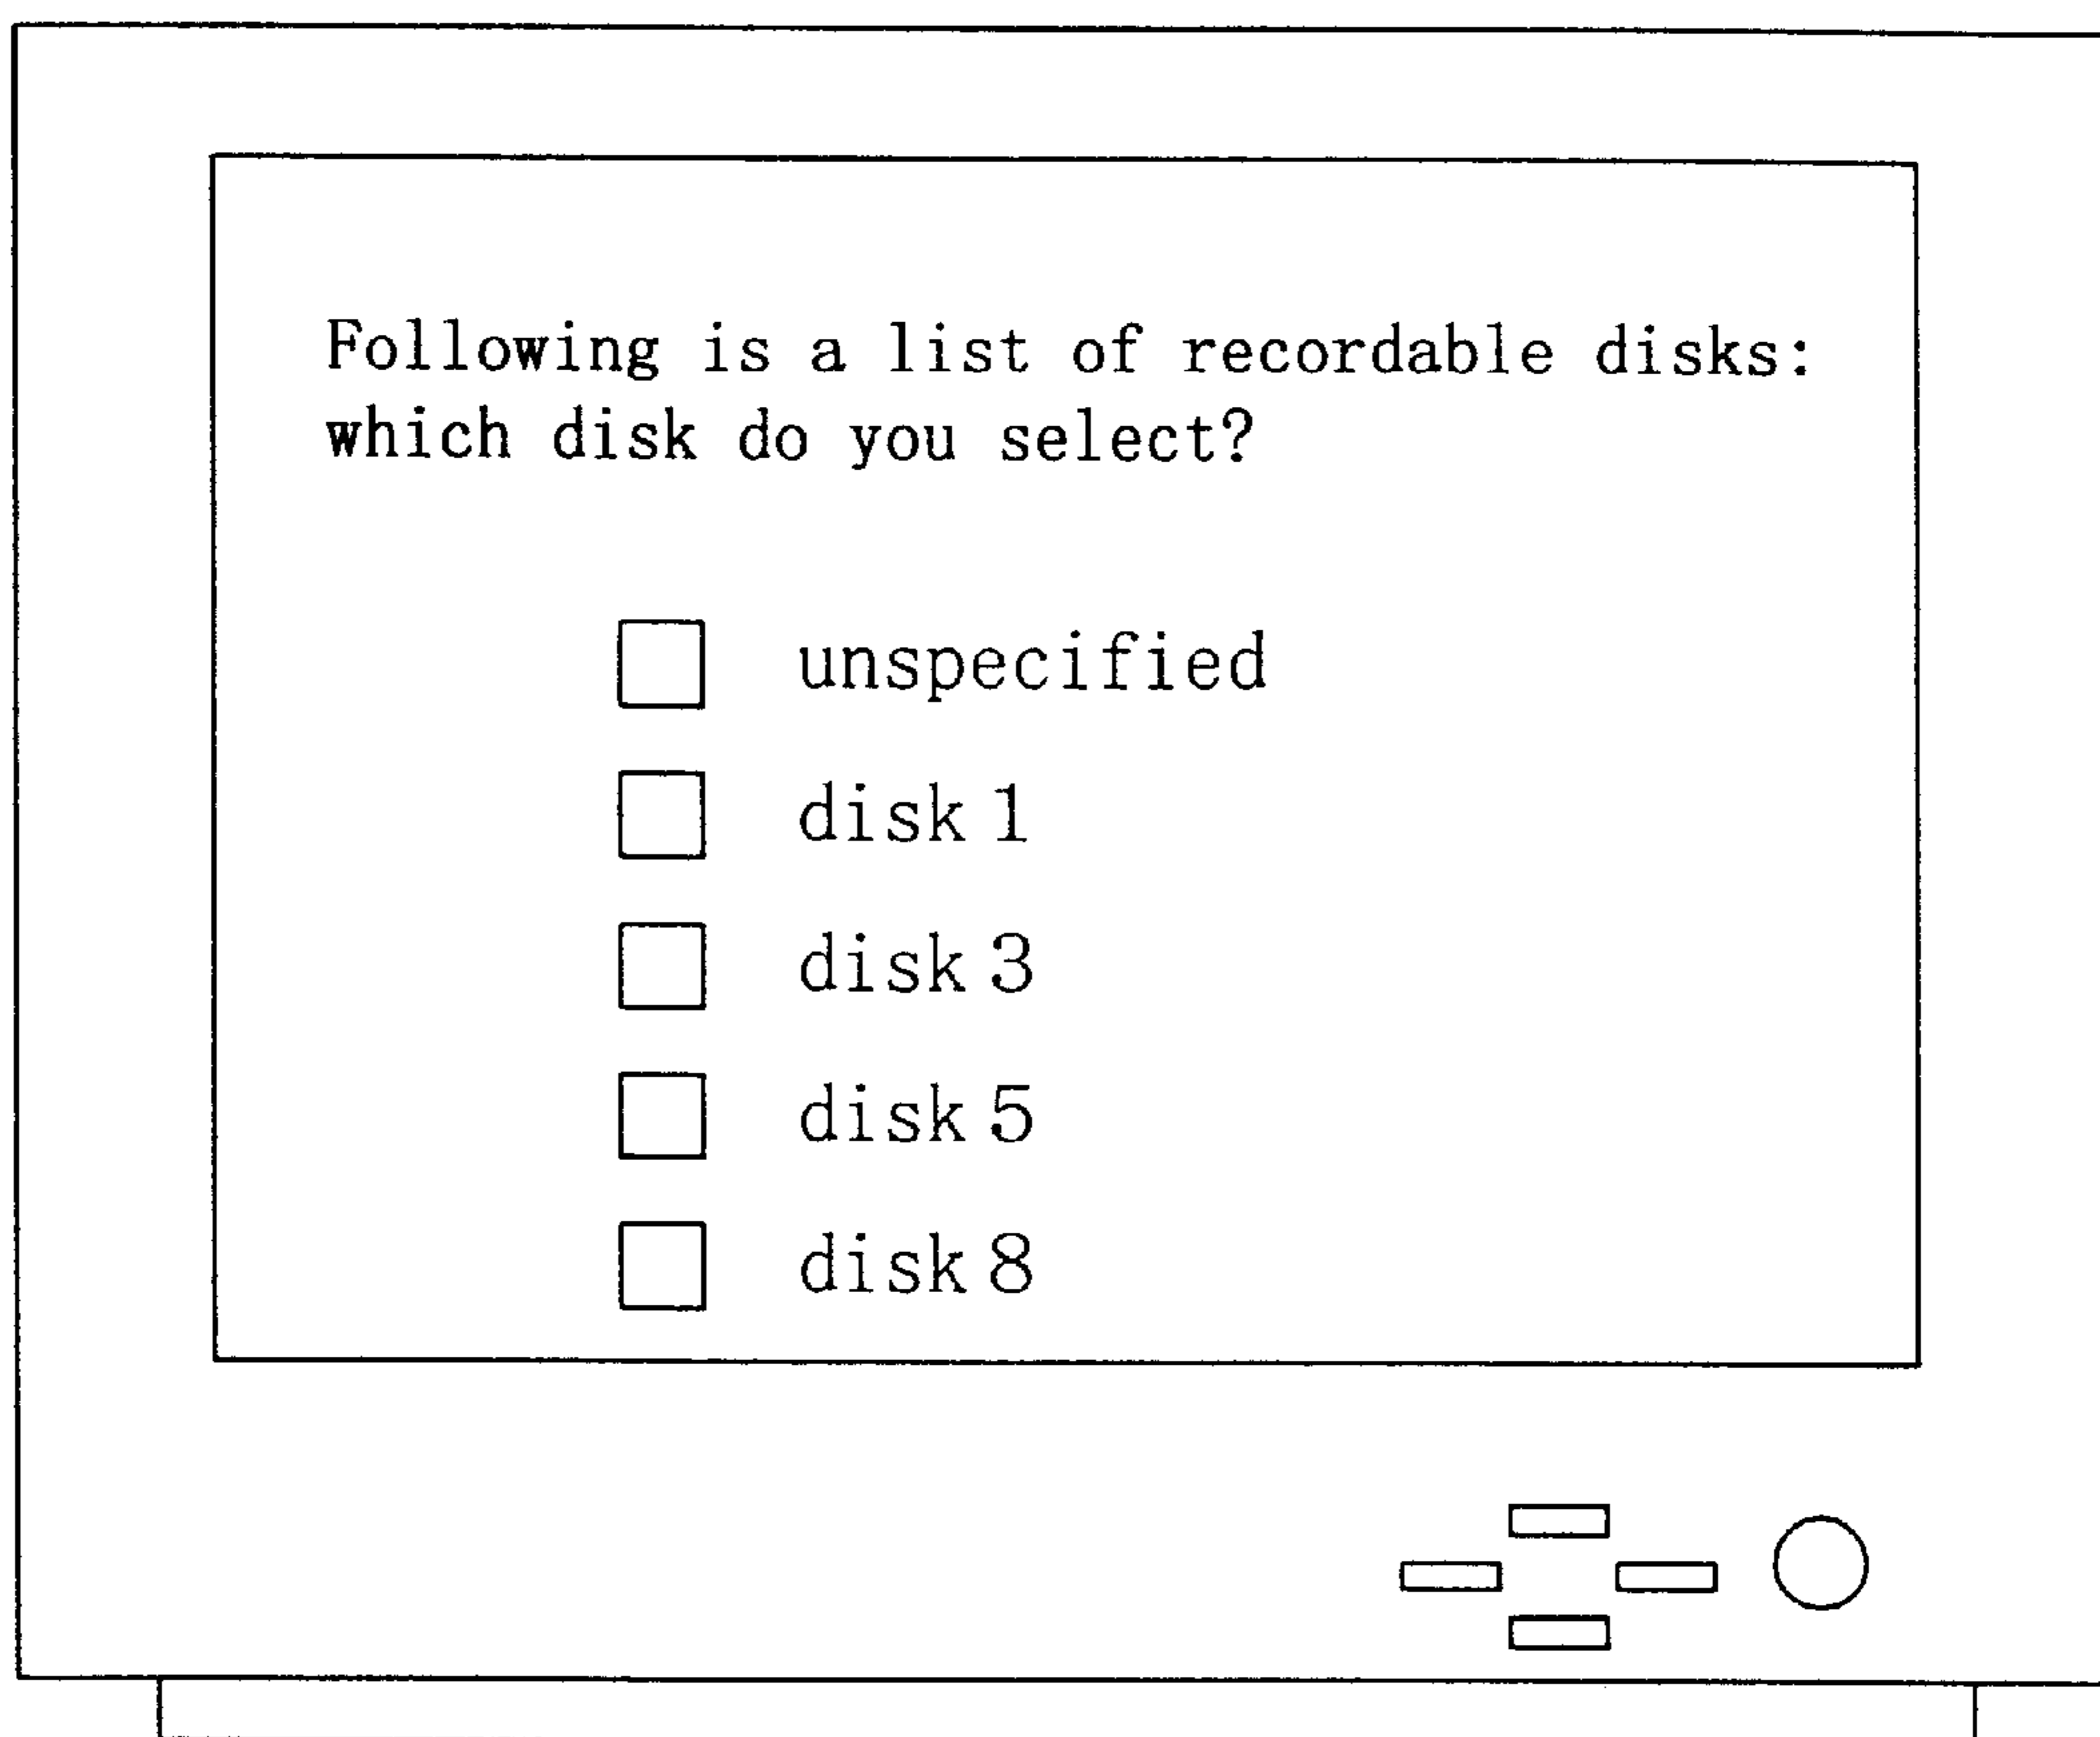 Following is a list of recordable disks:
which disk do you select?
unspecified
disk 1
disk 3
disk 5
disk 8